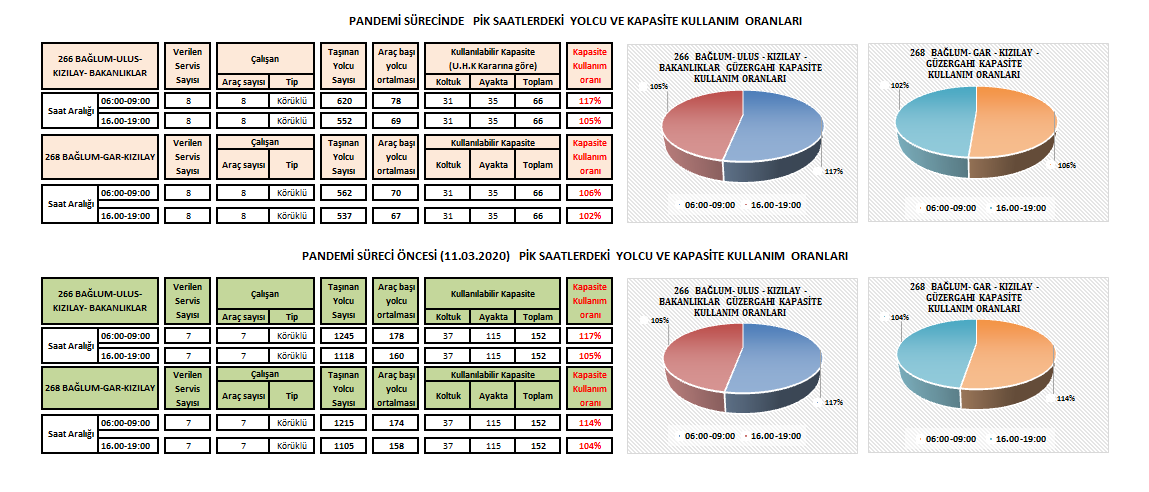 PANDEMİ SÜRECİNDE PİK SAATLERDEKİ YOLCU VE KAPASİTE KULLANIM ORANLARI
266 BAĞLUM-ULUS-
KIZILAY- BAKANLIKLAR
Verilen
Servis
Sayısı
Çalışan
Araç sayısı Tip
Taşınan
Yolcu
Sayısı
Araç başı
yolcu
ortalması
Kullanılabilir Kapasite
(U.H.K Kararına göre)
Koltuk Ayakta Toplam
Kapasite
Kullanım
oranı
Saat Aralığı
06:00-09:00 8 8 Körüklü 620 78 31 35 66 117%
16.00-19:00 8 8 Körüklü 552 69 31 35 66 105%
268 BAĞLUM-GAR-KIZILAY
Verilen
Servis
Sayısı
Çalışan
Araç sayısı Tip
Taşınan
Yolcu
Sayısı
Araç başı
yolcu
ortalması
Kullanılabilir Kapasite
Koltuk Ayakta Toplam
Kapasite
Kullanım
oranı
Saat Aralığı
06:00-09:00 8 8 Körüklü 562 70 31 35 66 106%
16.00-19:00 8 8 Körüklü 537 67 31 35 66 102%
266 BAĞLUM- ULUS - KIZILAY -
BAKANLIKLAR GÜZERGAHI KAPASİTE
KULLANIM ORANLARI
105%
117%
06:00-09:00 16.00-19:00
268 BAĞLUM- GAR - KIZILAY -
GÜZERGAHI KAPASİTE
KULLANIM ORANLARI
102%
106%
06:00-09:00 16.00-19:00
PANDEMİ SÜRECİ ÖNCESİ (11.03.2020) PİK SAATLERDEKİ YOLCU VE KAPASİTE KULLANIM ORANLARI
266 BAĞLUM-ULUS-
KIZILAY- BAKANLIKLAR
Verilen
Servis
Sayısı
Çalışan
Araç sayısı Tip
Taşınan
Yolcu
Sayısı
Araç başı
yolcu
ortalması
Kullanılabilir Kapasite
Koltuk Ayakta Toplam
Kapasite
Kullanım
oranı
Saat Aralığı
06:00-09:00 7 7 Körüklü 1245 178 37 115 152 117%
16.00-19:00 7 7 Körüklü 1118 160 37 115 152 105%
268 BAĞLUM-GAR-KIZILAY
Verilen
Servis
Sayısı
Çalışan
Araç sayısı Tip
Taşınan
Yolcu
Sayısı
Araç başı
yolcu
ortalması
Kullanılabilir Kapasite
Koltuk Ayakta Toplam
Kapasite
Kullanım
oranı
Saat Aralığı
06:00-09:00 7 7 Körüklü 1215 174 37 115 152 114%
16.00-19:00 7 7 Körüklü 1105 158 37 115 152 104%
266 BAĞLUM- ULUS - KIZILAY -
BAKANLIKLAR GÜZERGAHI KAPASİTE
KULLANIM ORANLARI
105%
117%
06:00-09:00 16.00-19:00
268 BAĞLUM- GAR - KIZILAY -
GÜZERGAHI KAPASİTE
KULLANIM ORANLARI
104%
114%
06:00-09:00 16.00-19:00